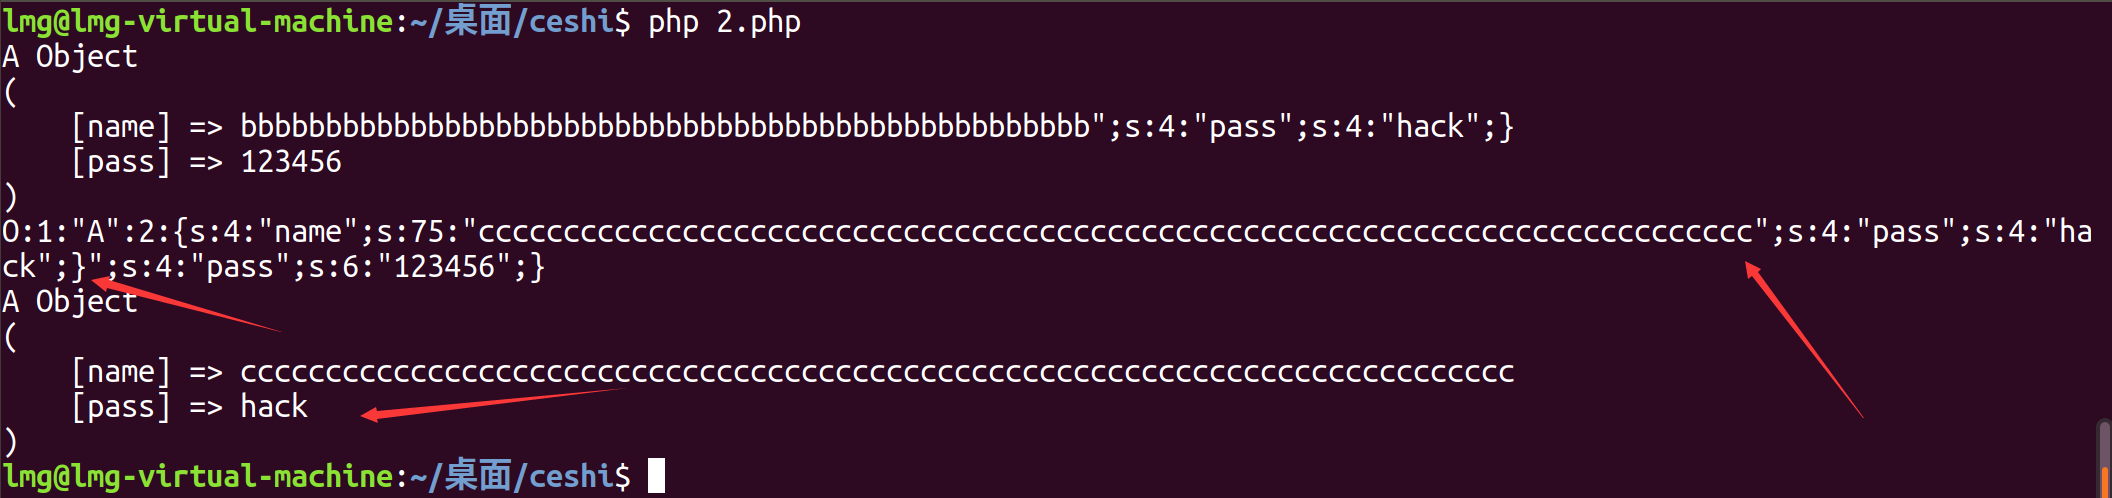 lmg@lmg-virtual-machine:~/桌面/ceshi$ php 2.php
A Object
(
[name] => bbbbbbbbbbbbbbbbbbbbbbbbbbbbbbbbbbbbbbbbbbbbbbbbbb";s:4:"pass";s:4:"hack";}
[pass] => 123456
)
O:1:"A":2:{s:4:"name";s:75:"ccccccccccccccccccccccccccccccccccccccccccccccccccccccccccccccccccccccccccc";s:4:"pass";s:4:"ha
ck";}";s:4:"pass";s:6:"123456";}
A Object
(
[name] => ccccccccccccccccccccccccccccccccccccccccccccccccccccccccccccccccccccccccccc
[pass] => hack
)
lmg@lmg-virtual-machine:~/桌面/ceshi$